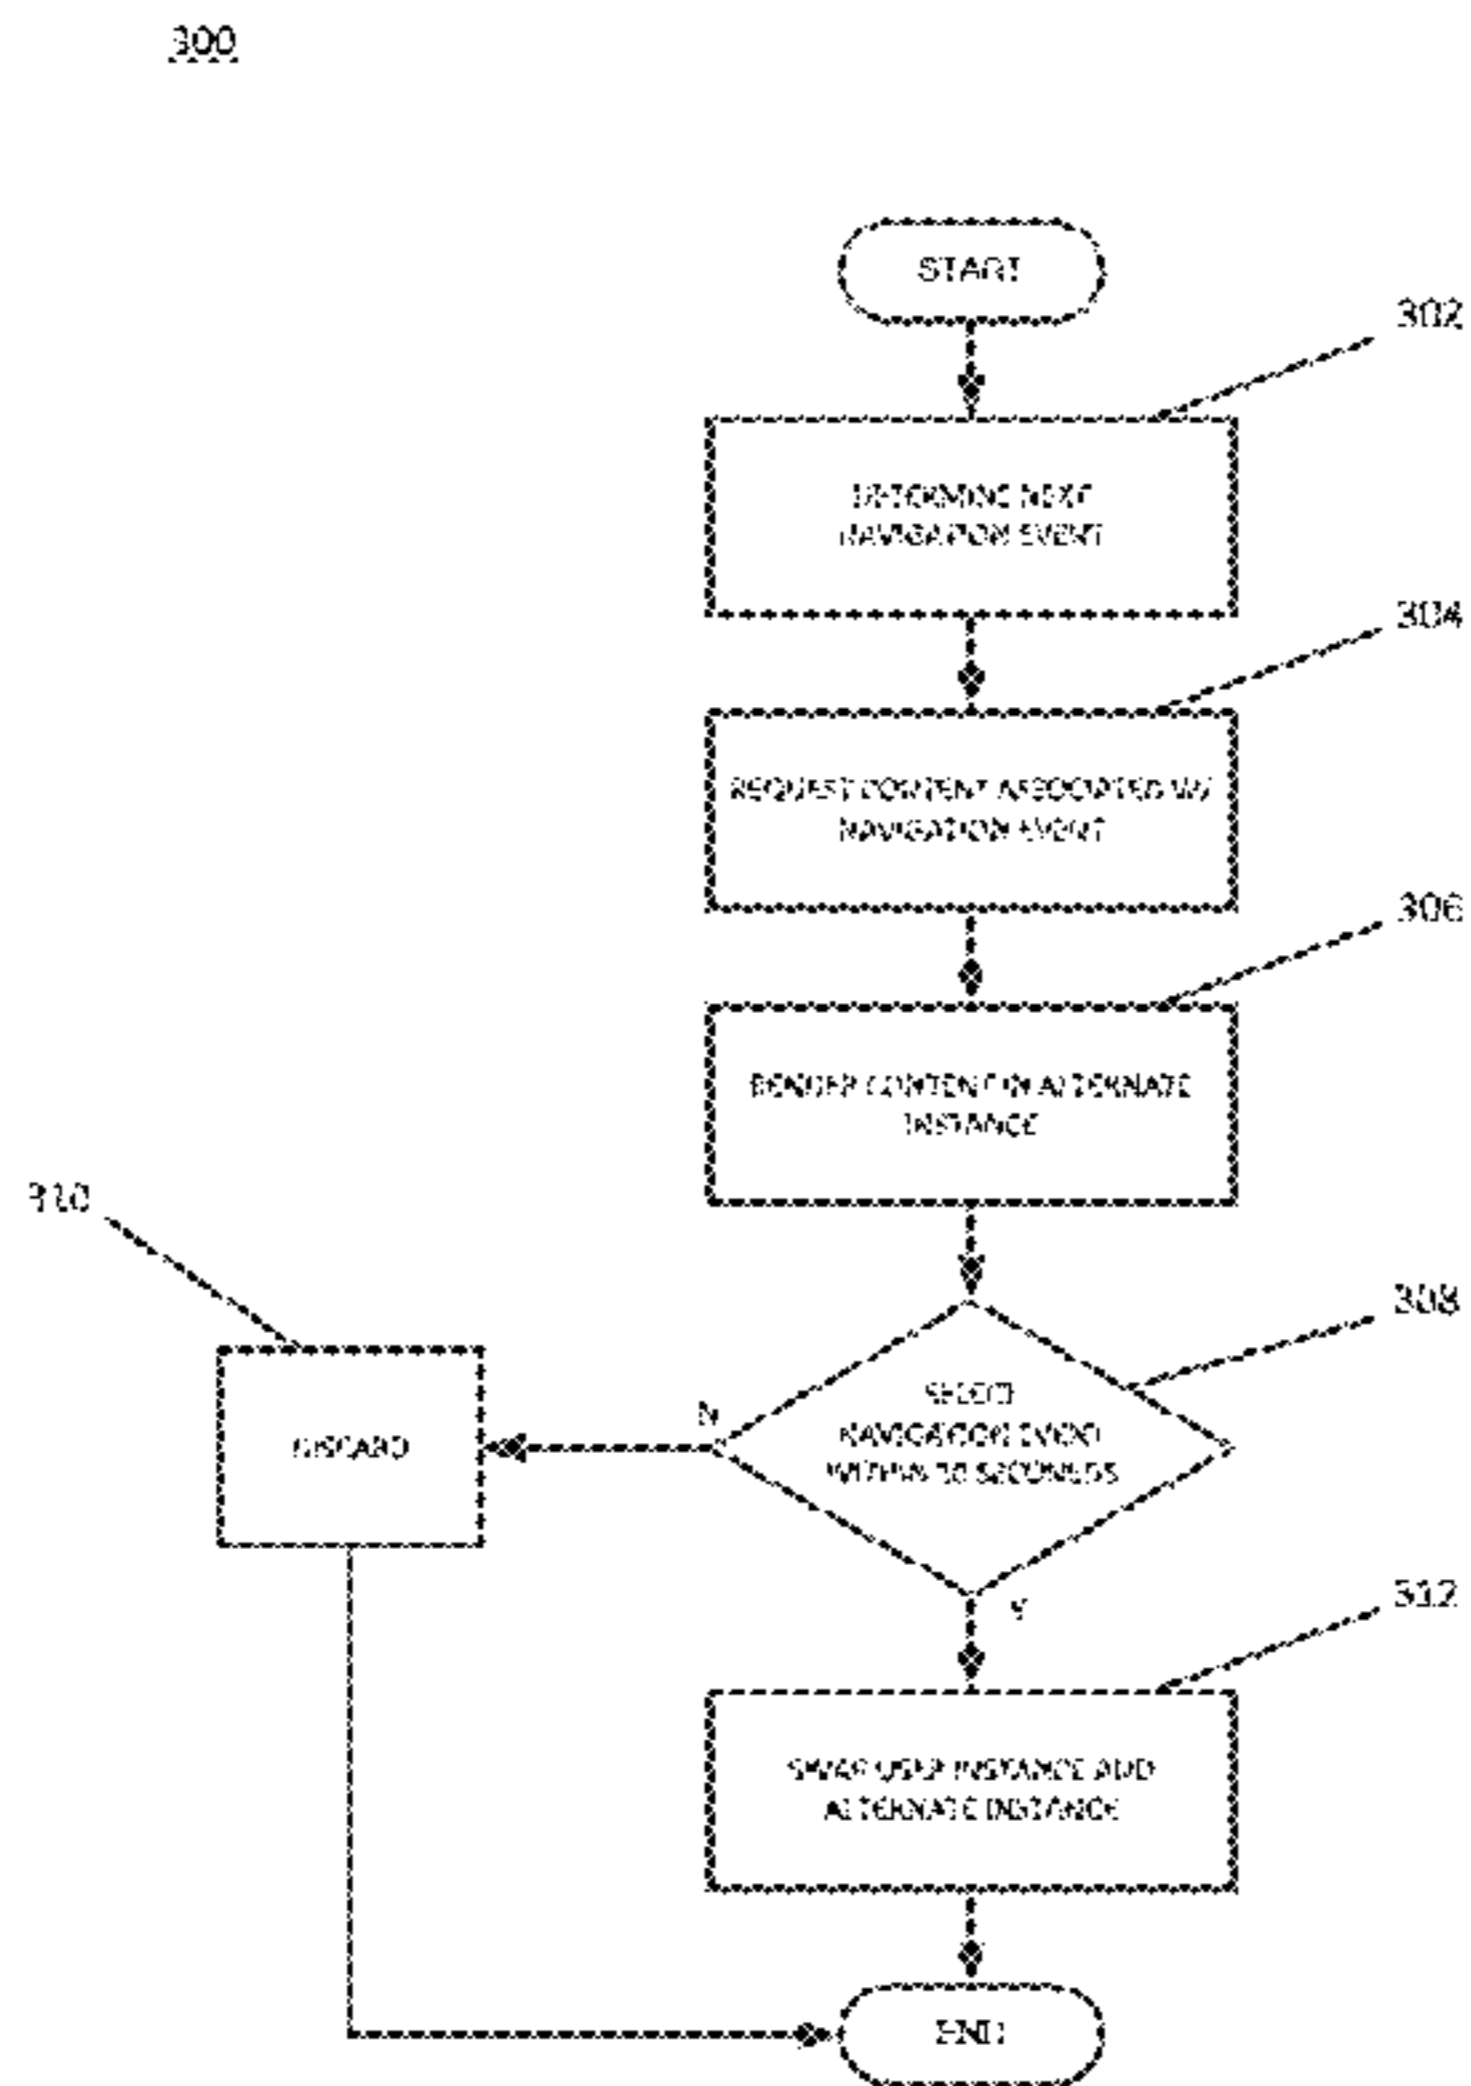 300
START
302
DETERMINE NEXT
NAVIGATION EVENT
304
REQUEST CONTENT ASSOCIATED W/
NAVIGATION EVENT
306
RENDER CONTENT IN ALTERNATE
INSTANCE
310
308
SELECT
NAVIGATION EVENT
WITHIN SECONDS
N
DISCARD
Y
312
SWAP USER INSTANCE AND
ALTERNATE INSTANCE
END